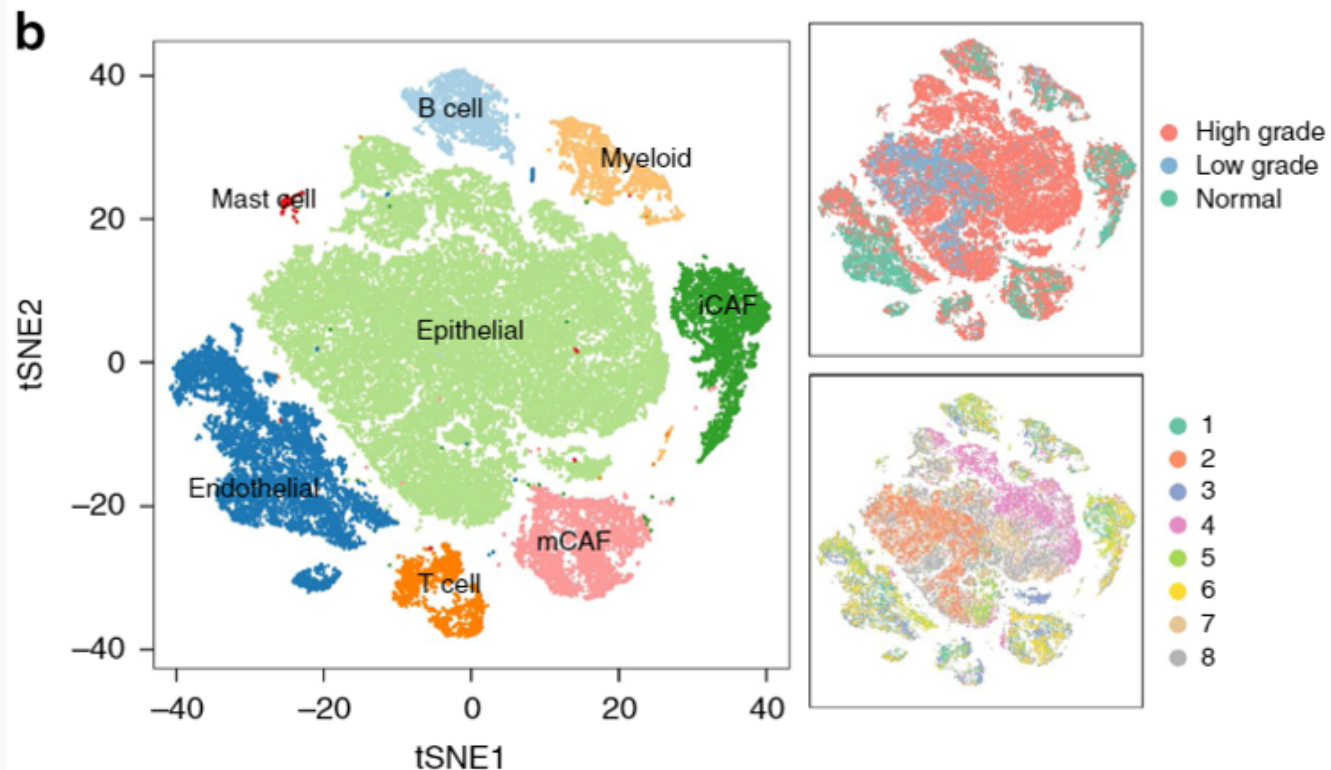 b
tSNE2
40
20
0
−20
−40
−40
−20
0
20
40
tSNE1
B cell
Myeloid
Mast cell
iCAF
Epithelial
Endothelial
mCAF
T cell
High grade
Low grade
Normal
1
2
3
4
5
6
7
8